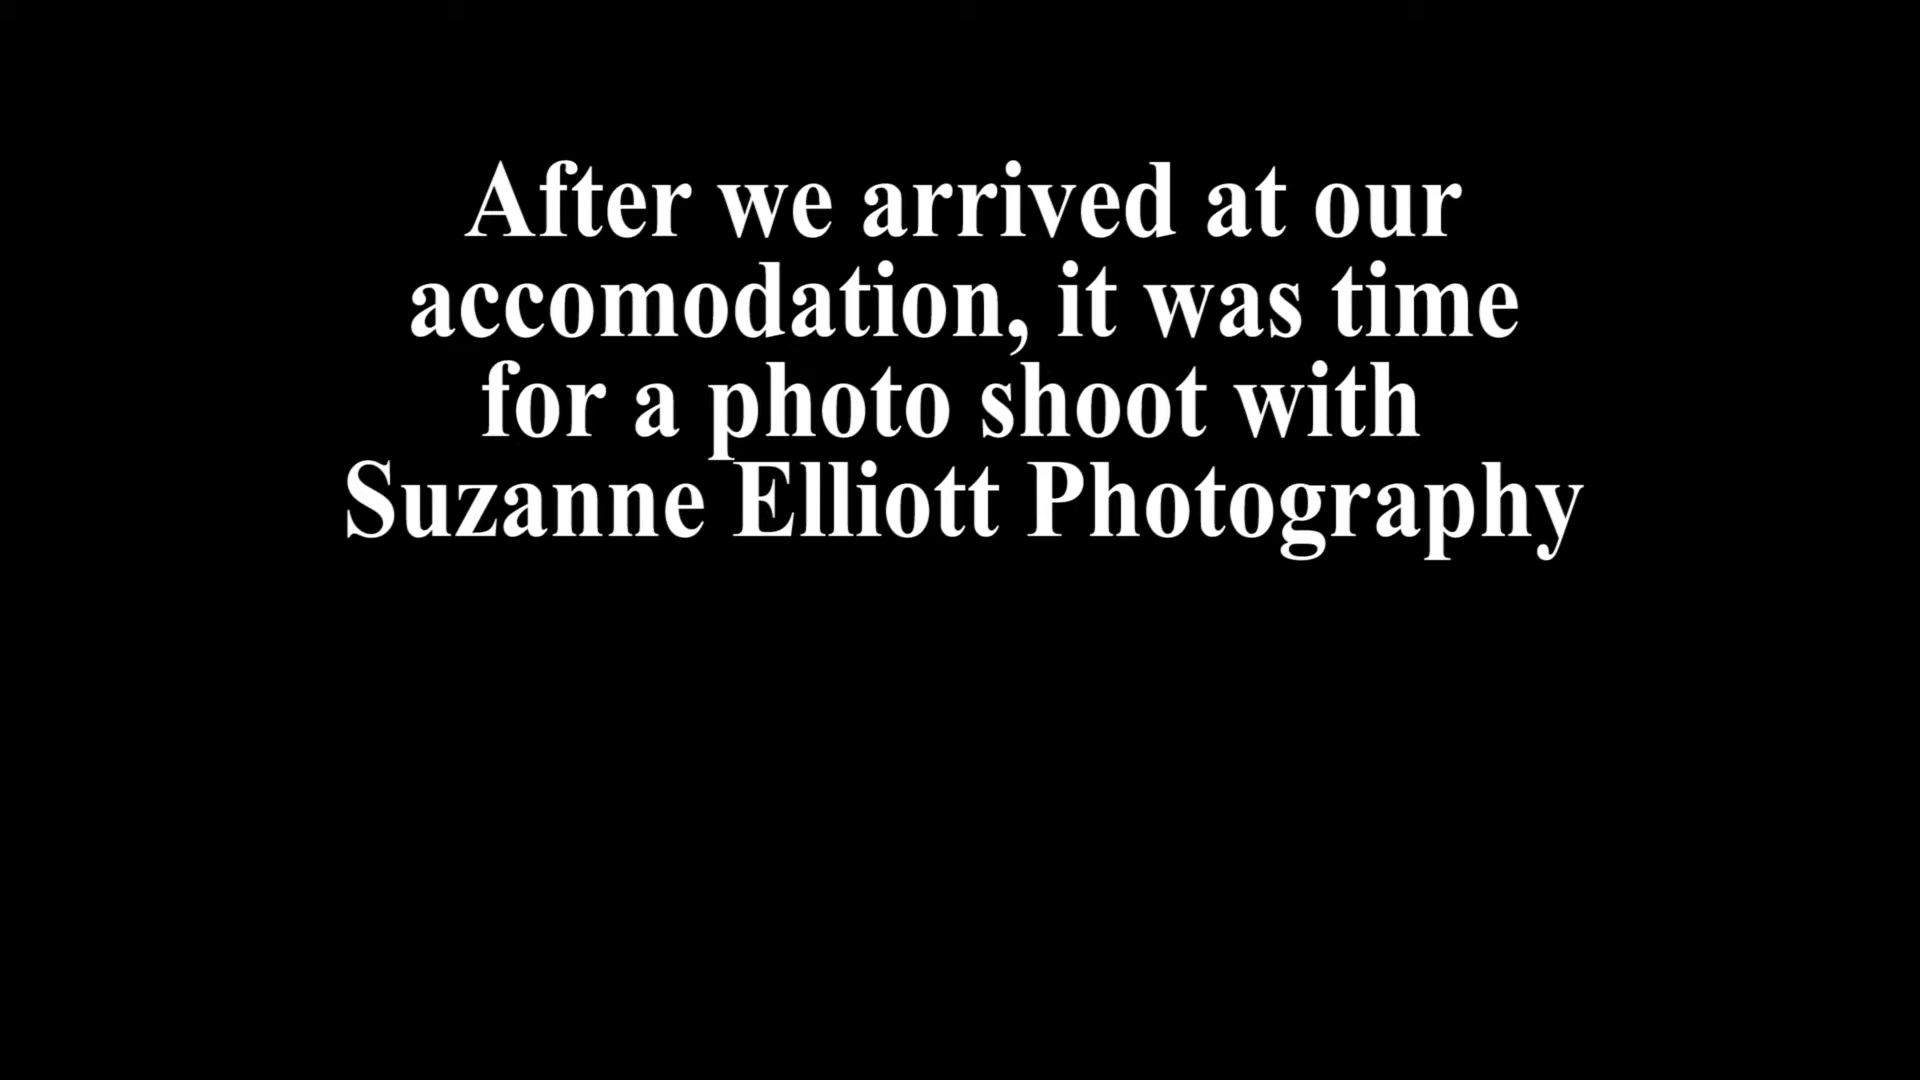 After we arrived at our
accomodation, it was time
for a photo shoot with
Suzanne Elliott Photography